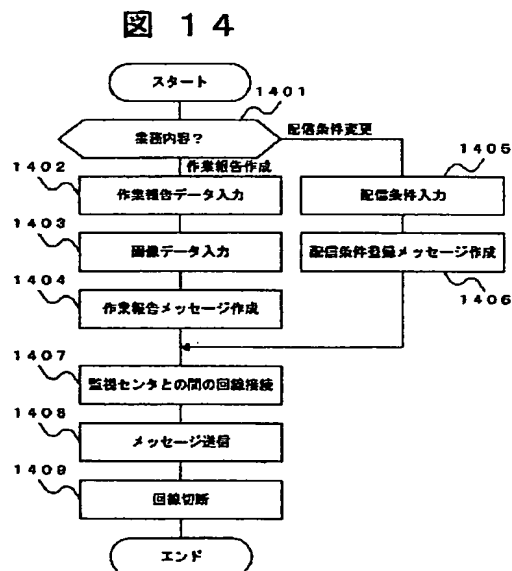 図 14
スタート
1401
業務内容?
配信条件変更
作業報告作成
1402
作業報告データ入力
1405
配信条件入力
1403
画像データ入力
配信条件登録メッセージ作成
1406
1404
作業報告メッセージ作成
1407
監視センタとの間の回線接続
1408
メッセージ送信
1409
回線切断
エンド